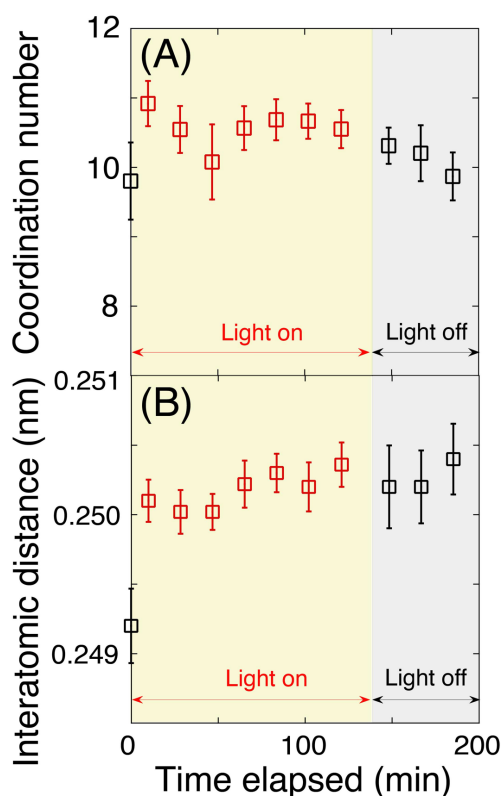 Coordination number
12
10
8
(A)
Light on
Light off
Interatomic distance (nm)
0.251
0.250
0.249
(B)
Light on
Light off
0
100
200
Time elapsed (min)